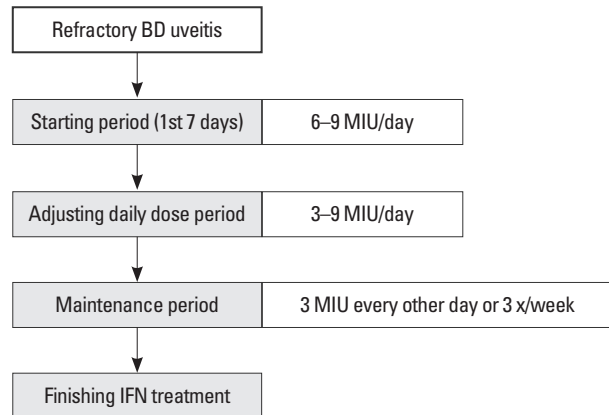 Refractory BD uveitis
Starting period (1st 7 days) 6–9 MIU/day
Adjusting daily dose period 3–9 MIU/day
Maintenance period 3 MIU every other day or 3 x/week
Finishing IFN treatment